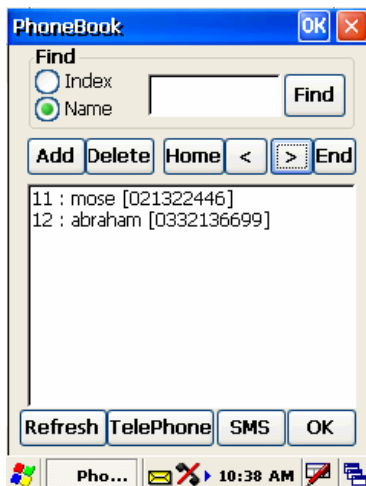 PhoneBook OK
Find
Index
Name
Find
Add Delete Home < > End
11 : mose [021322446]
12 : abraham [0332136699]
Refresh TelePhone SMS OK
Pho... 10:38 AM